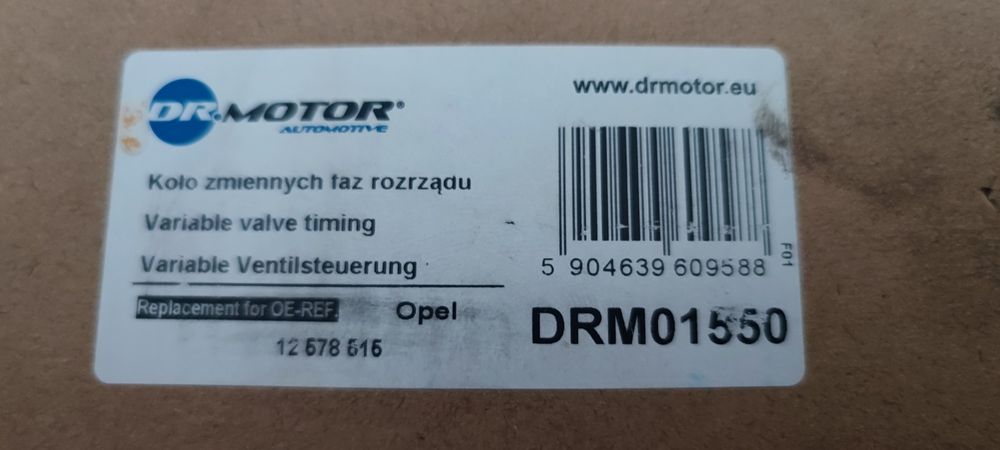 DR.MOTOR®
AUTOMOTIVE
www.drmotor.eu
Koło zmiennych faz rozrządu
Variable valve timing
Variable Ventilsteuerung
5 904639 609588
F01
Replacement for OE-REF.
Opel
12 578 515
DRM01550